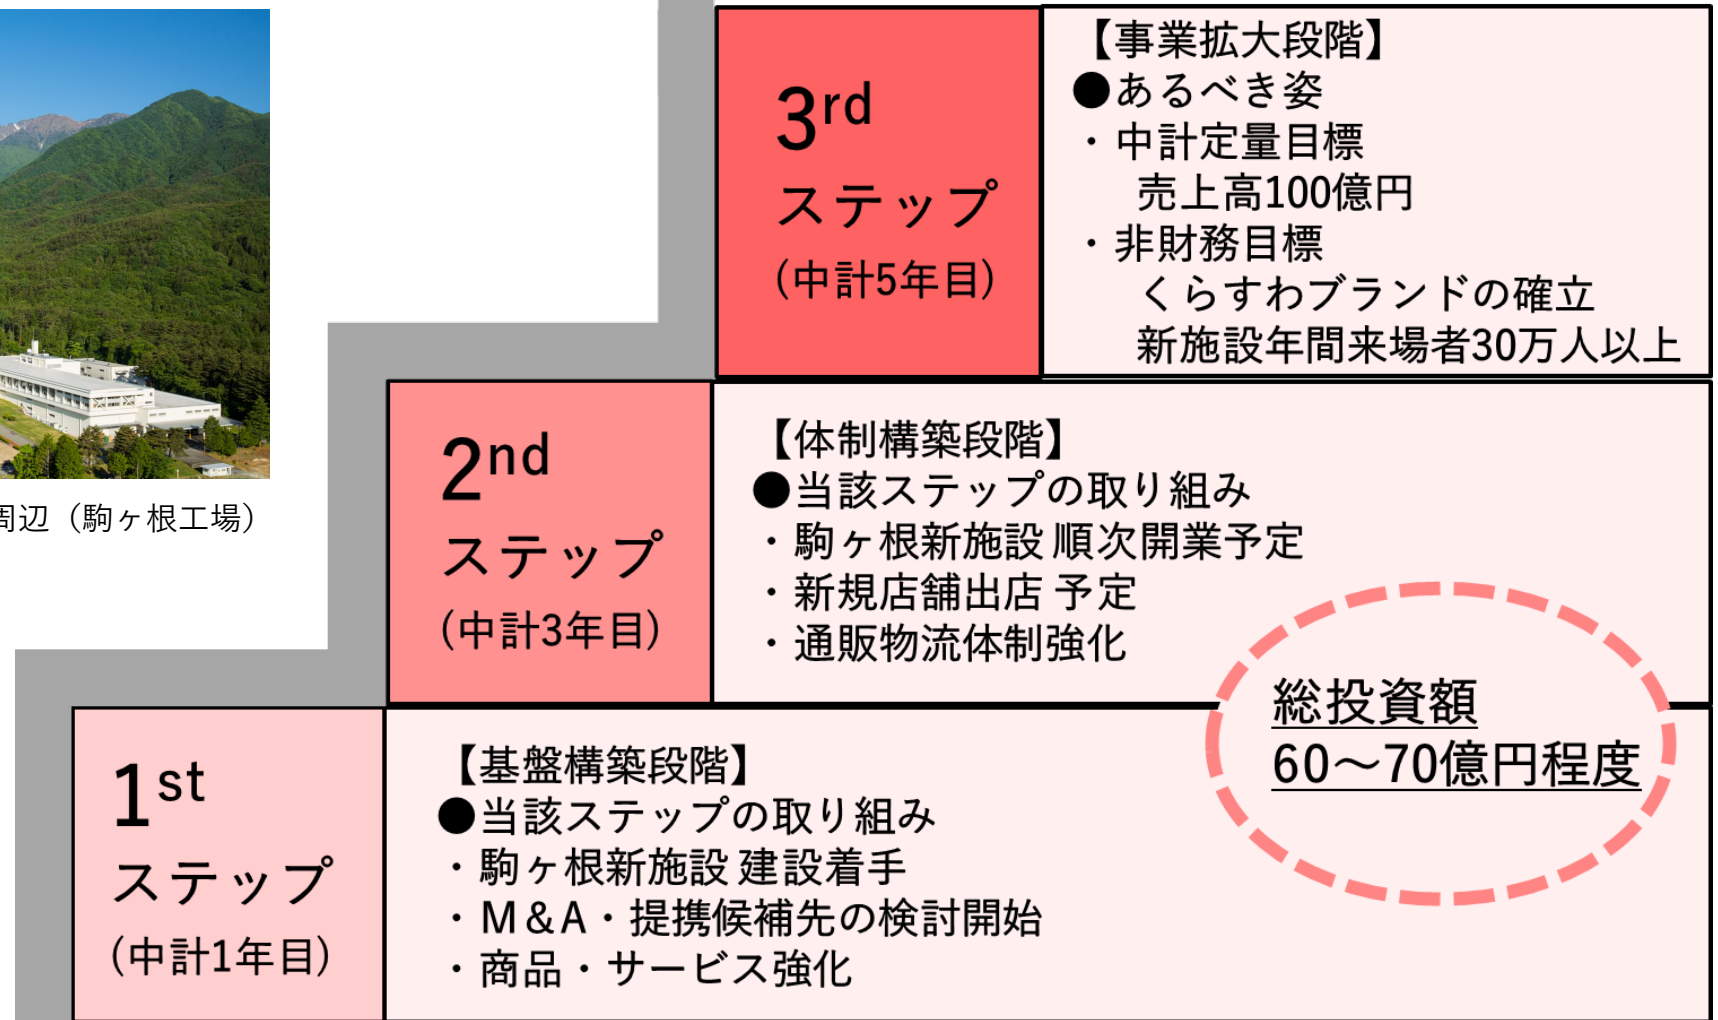 3rd
ステップ
(中計5年目)
【事業拡大段階】
●あるべき姿
・中計定量目標
売上高100億円
・非財務目標
くらすわブランドの確立
新施設年間来場者30万人以上
周辺（駒ヶ根工場）
2nd
ステップ
(中計3年目)
【体制構築段階】
●当該ステップの取り組み
・駒ヶ根新施設 順次開業予定
・新規店舗出店 予定
・通販物流体制強化
総投資額
60～70億円程度
1st
ステップ
(中計1年目)
【基盤構築段階】
●当該ステップの取り組み
・駒ヶ根新施設 建設着手
・M＆A・提携候補先の検討開始
・商品・サービス強化